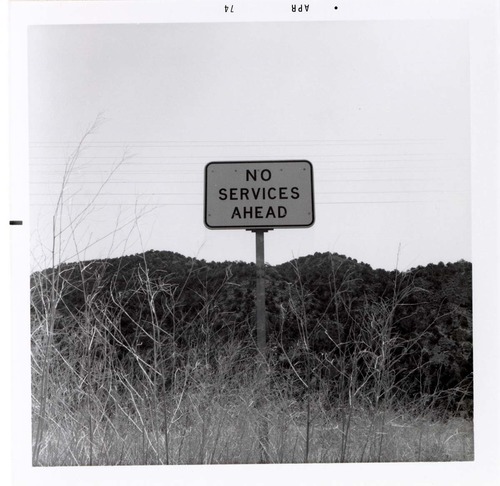 • APR 74
NO
SERVICES
AHEAD